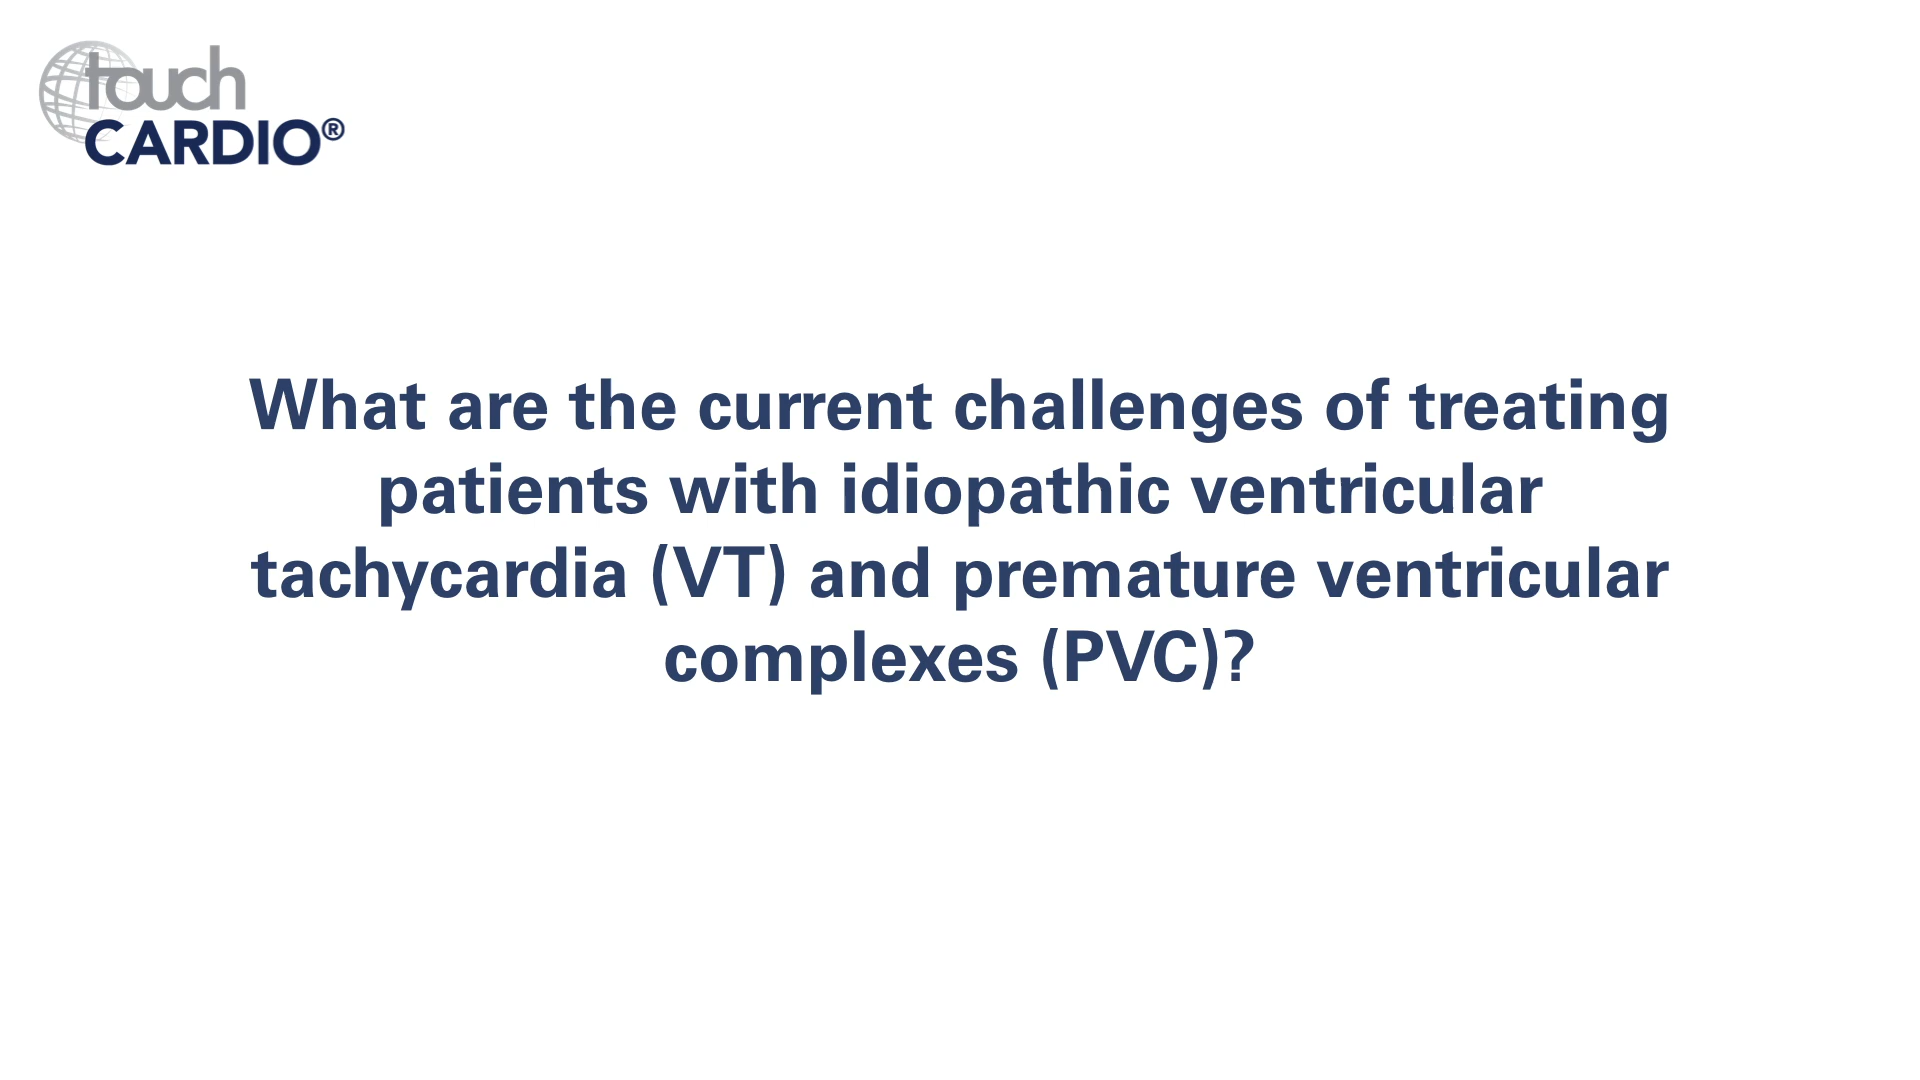 touch
CARDIO®
What are the current challenges of treating
patients with idiopathic ventricular
tachycardia (VT) and premature ventricular
complexes (PVC)?